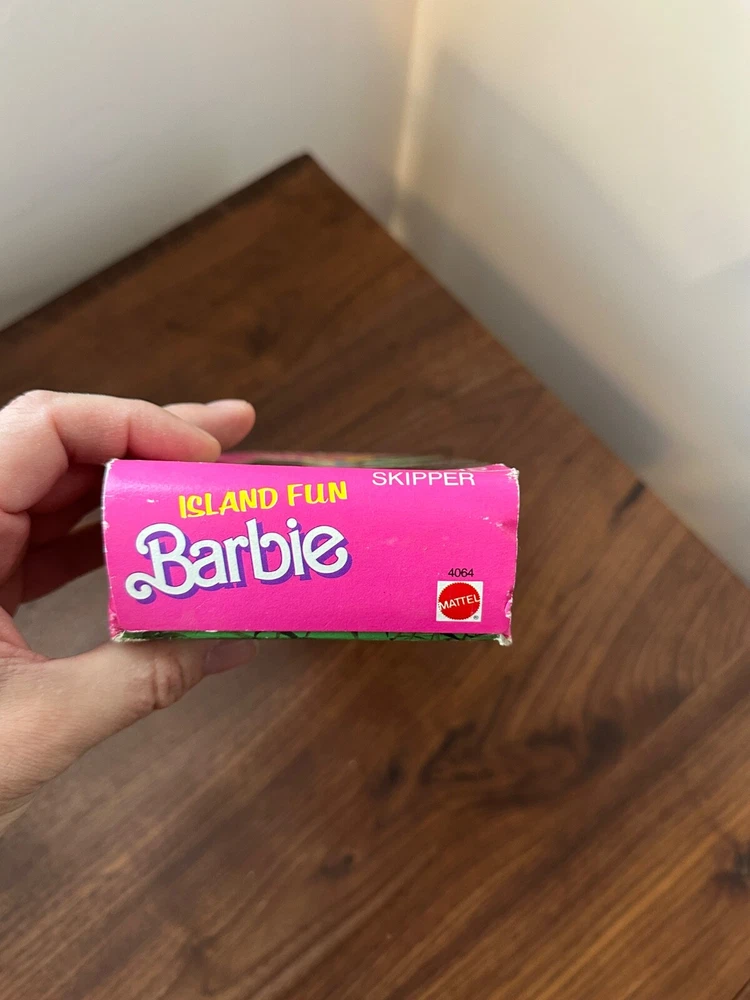 ISLAND FUN
Barbie
SKIPPER
4064
MATTEL
®